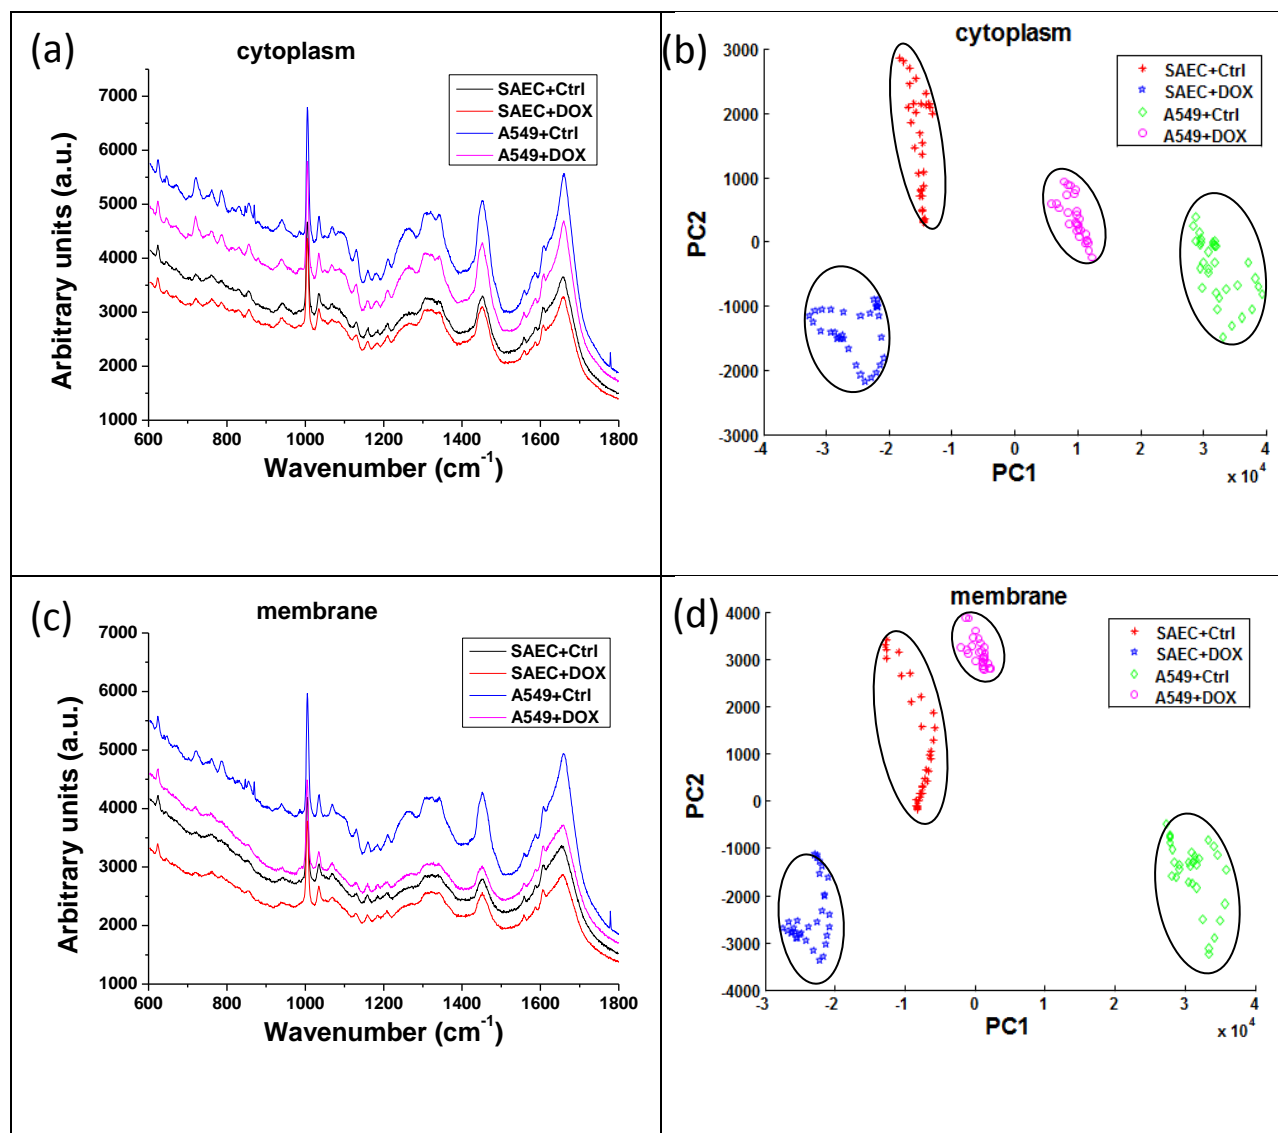 (a)
cytoplasm
SAEC+Ctrl
SAEC+DOX
A549+Ctrl
A549+DOX
7000
6000
5000
4000
3000
2000
1000
Arbitrary units (a.u.)
600 800 1000 1200 1400 1600 1800
Wavenumber (cm⁻¹)
(b)
cytoplasm
SAEC+Ctrl
SAEC+DOX
A549+Ctrl
A549+DOX
3000
2000
1000
0
-1000
-2000
-3000
PC2
-4 -3 -2 -1 0 1 2 3 4
PC1
x 10⁴
(c)
membrane
SAEC+Ctrl
SAEC+DOX
A549+Ctrl
A549+DOX
7000
6000
5000
4000
3000
2000
1000
Arbitrary units (a.u.)
600 800 1000 1200 1400 1600 1800
Wavenumber (cm⁻¹)
(d)
membrane
SAEC+Ctrl
SAEC+DOX
A549+Ctrl
A549+DOX
4000
3000
2000
1000
0
-1000
-2000
-3000
-4000
PC2
-3 -2 -1 0 1 2 3 4
PC1
x 10⁴